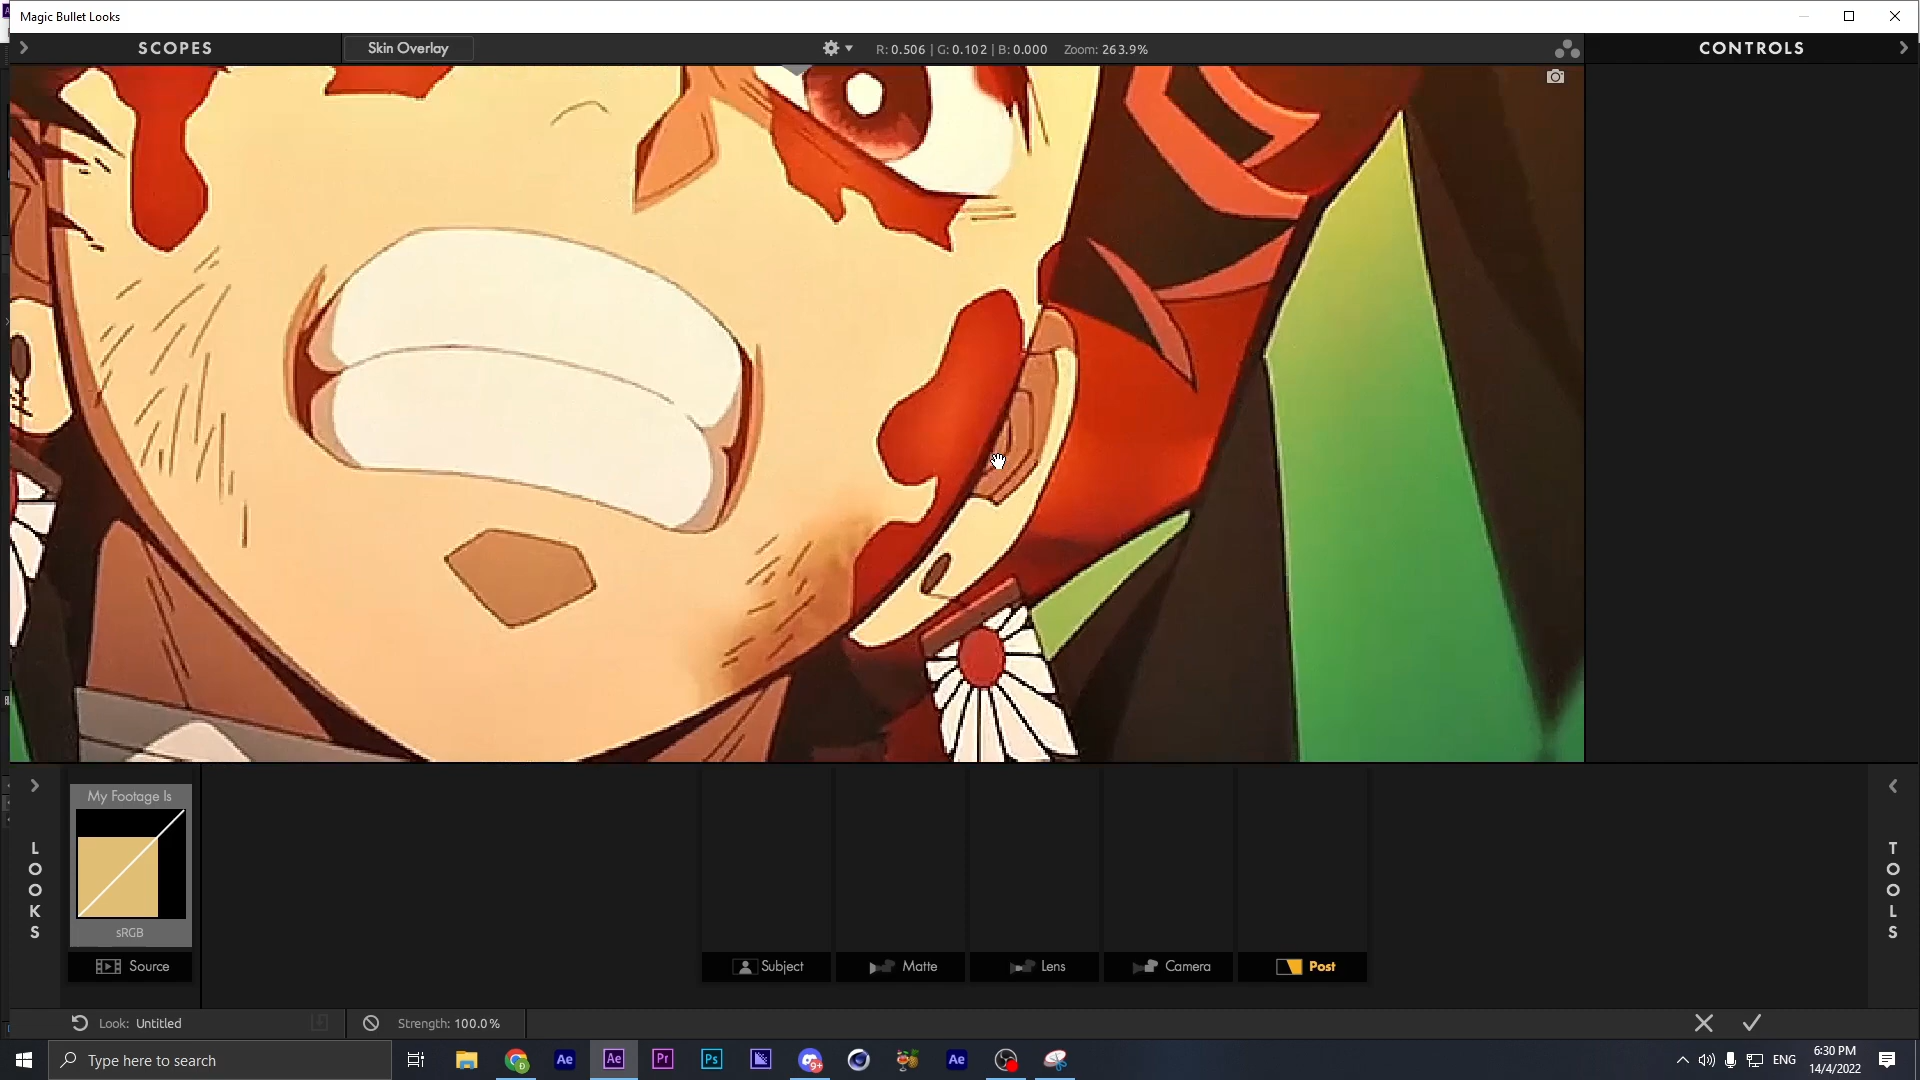 Magic Bullet Looks
SCOPES
Skin Overlay
R: 0.506 | G: 0.102 | B: 0.000
Zoom: 263.9%
CONTROLS
My Footage Is
sRGB
Source
LOOKS
Subject
Matte
Lens
Camera
Post
TOOLS
Look: Untitled
Strength: 100.0%
Type here to search
Ae
Ae
Pr
Ps
9+
Ae
ENG
6:30 PM
14/4/2022